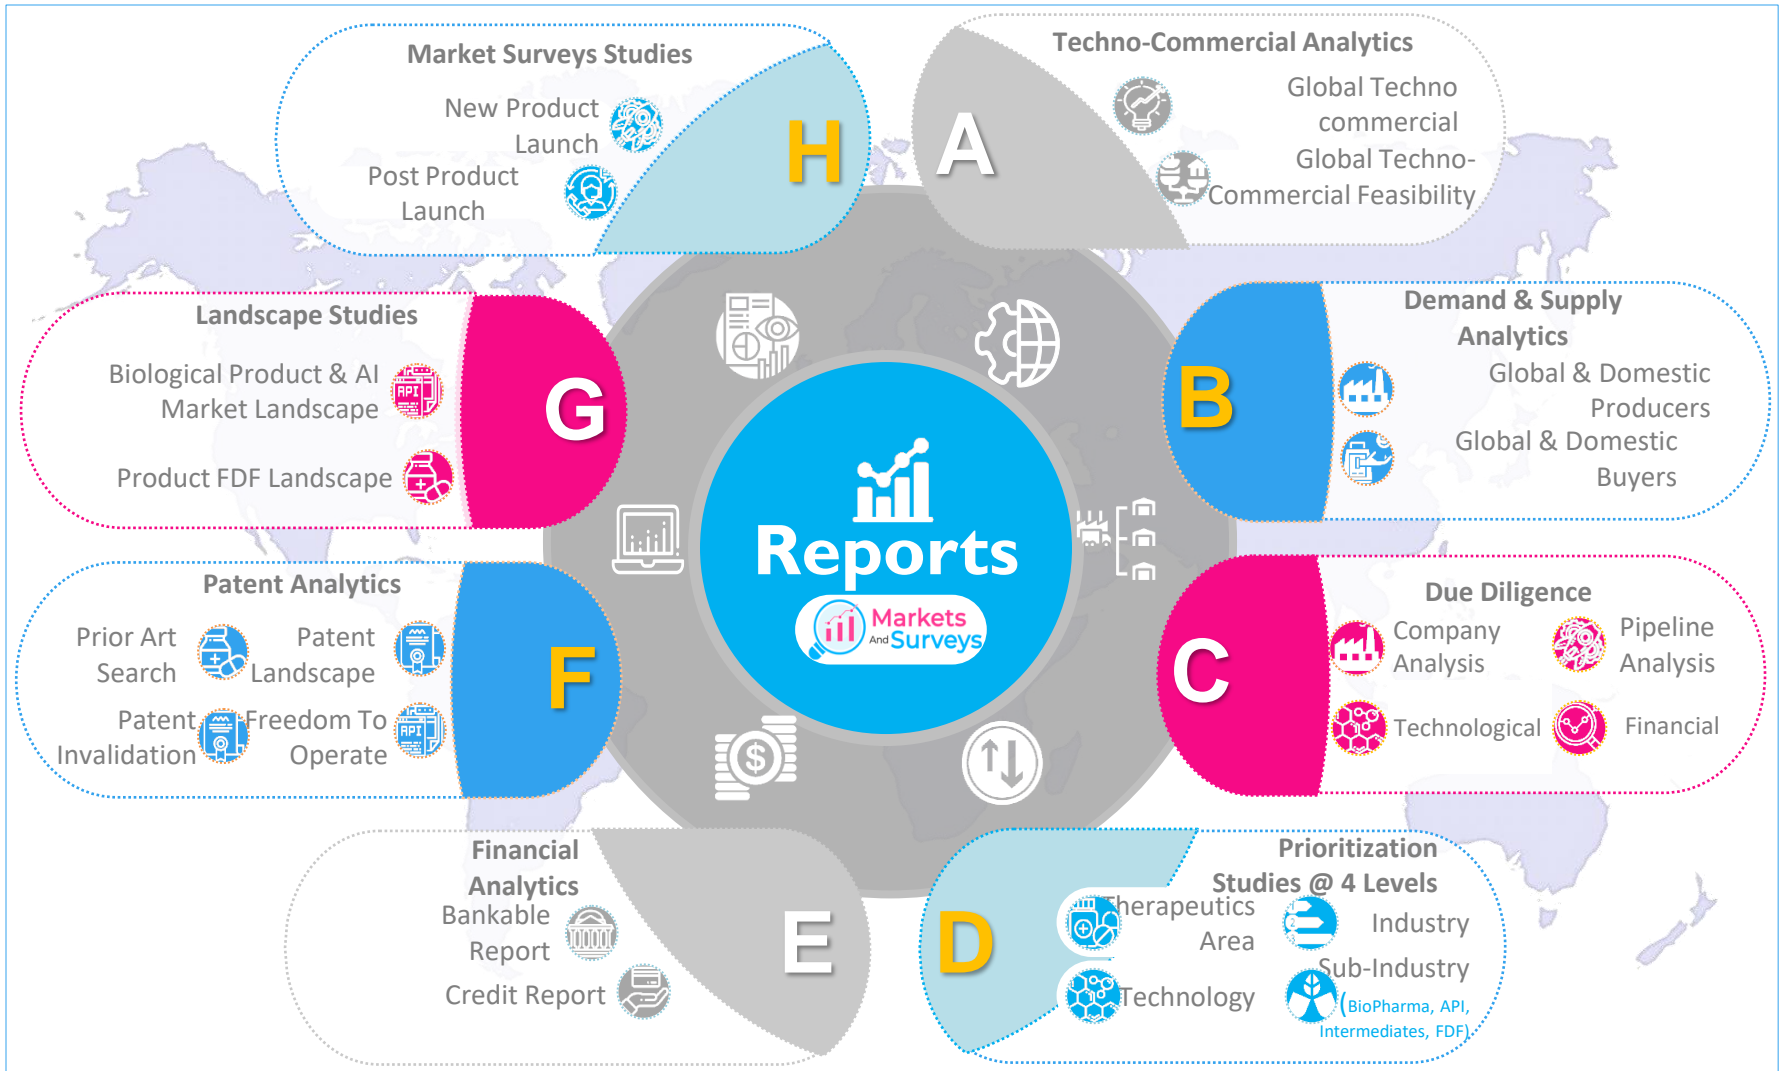 Market Surveys Studies
New Product
Launch
Post Product
Launch
H
A
Techno-Commercial Analytics
Global Techno
commercial
Global Techno-
Commercial Feasibility
Landscape Studies
Biological Product & AI
Market Landscape
API
Product FDF Landscape
G
B
Demand & Supply
Analytics
Global & Domestic
Producers
Global & Domestic
Buyers
Reports
Markets
And Surveys
Patent Analytics
Prior Art
Search
Patent
Landscape
Patent
Invalidation
Freedom To
Operate
API
F
C
Due Diligence
Company
Analysis
Pipeline
Analysis
Technological
Financial
$
Financial
Analytics
Bankable
Report
Credit Report
E
D
Prioritization
Studies @ 4 Levels
Therapeutics
Area
Industry
Technology
Sub-Industry
(BioPharma, API,
Intermediates, FDF)